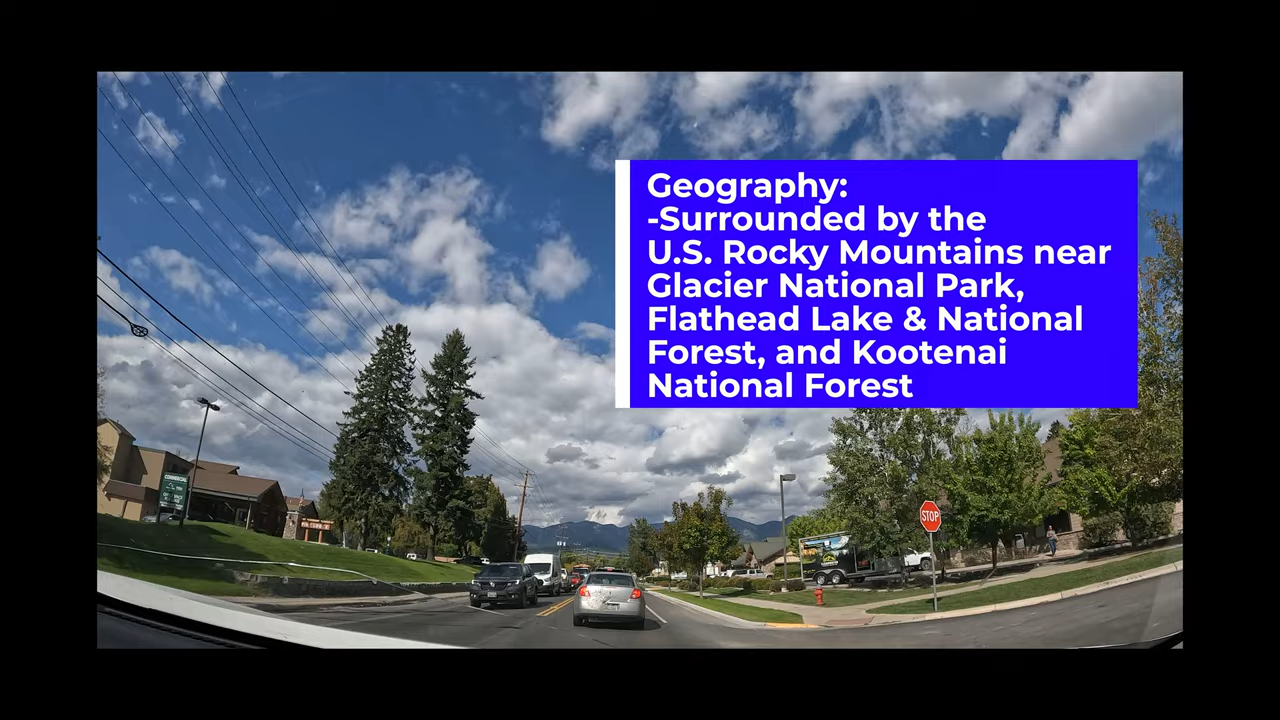 Geography:
-Surrounded by the
U.S. Rocky Mountains near
Glacier National Park,
Flathead Lake & National
Forest, and Kootenai
National Forest
COMMERCIAL
STOP